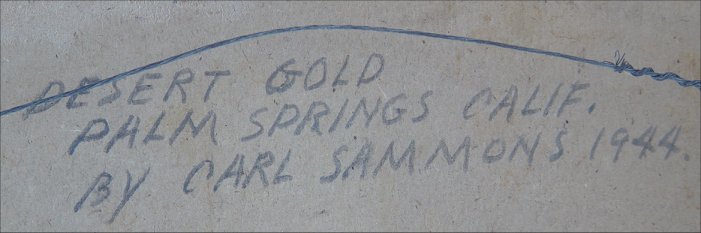 DESERT GOLD
PALM SPRINGS CALIF.
BY CARL SAMMONS 1944.